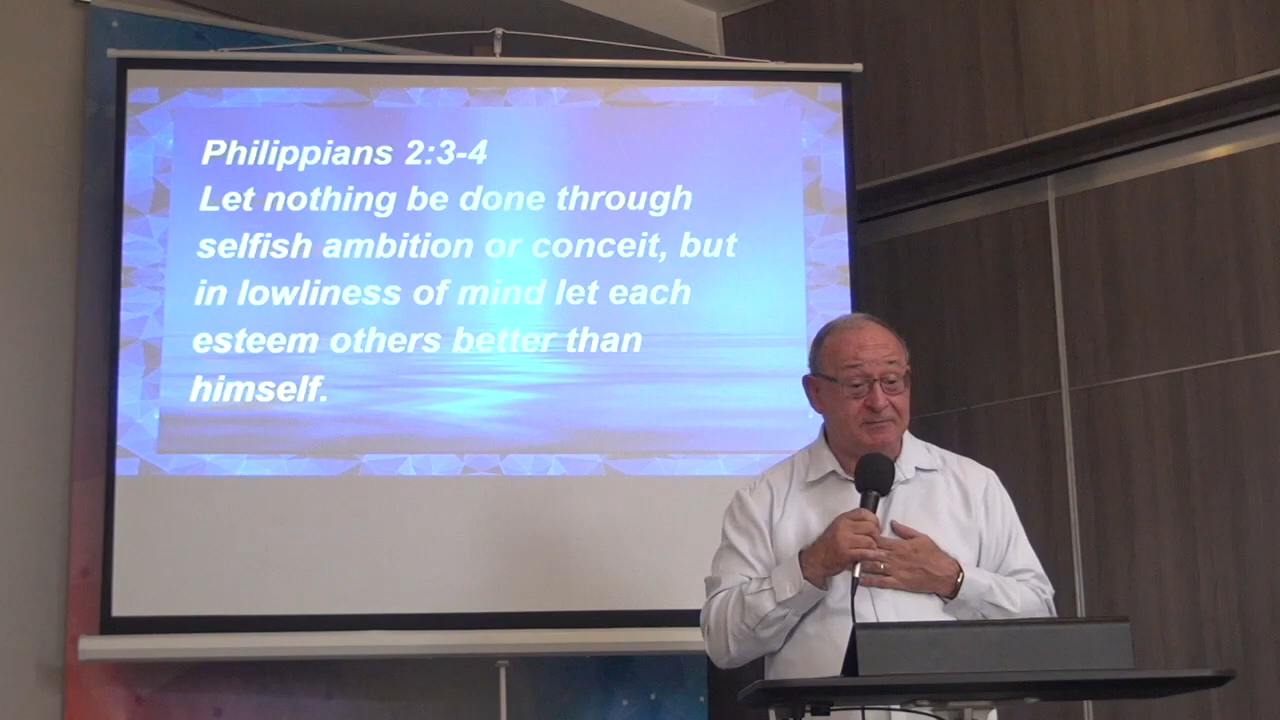 Philippians 2:3-4
Let nothing be done through
selfish ambition or conceit, but
in lowliness of mind let each
esteem others better than
himself.